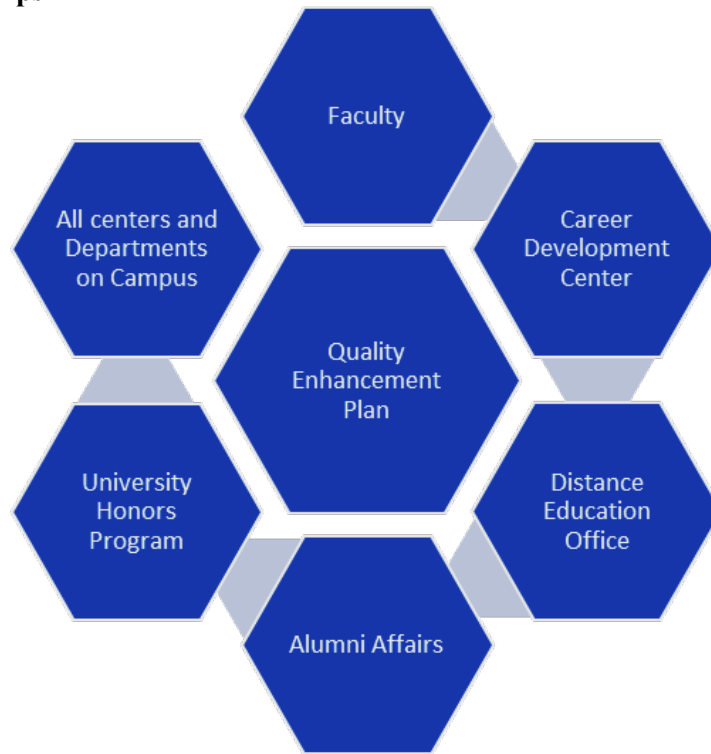 Faculty
All centers and
Departments
on Campus
Career
Development
Center
Quality
Enhancement
Plan
University
Honors
Program
Distance
Education
Office
Alumni Affairs